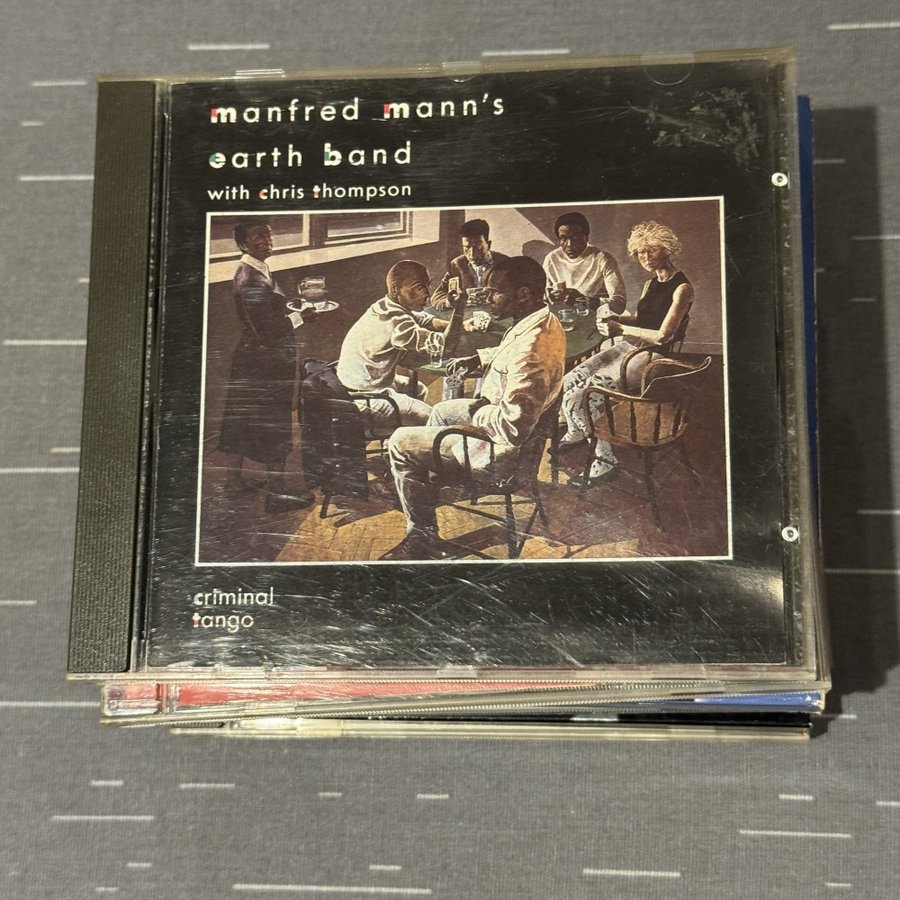 manfred mann's
earth band
with chris thompson
criminal
tango